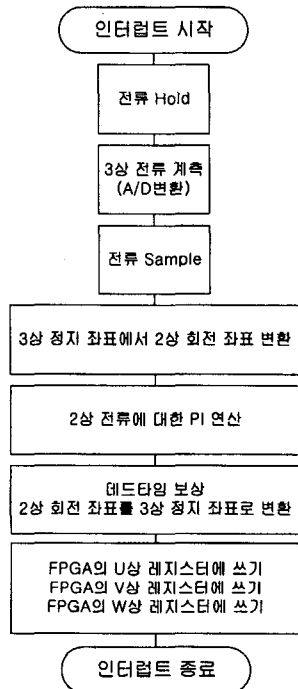 인터럽트 시작
전류 Hold
3상 전류 계측
(A/D변환)
전류 Sample
3상 정지 좌표에서 2상 회전 좌표 변환
2상 전류에 대한 PI 연산
데드타임 보상
2상 회전 좌표를 3상 정지 좌표로 변환
FPGA의 U상 레지스터에 쓰기
FPGA의 V상 레지스터에 쓰기
FPGA의 W상 레지스터에 쓰기
인터럽트 종료